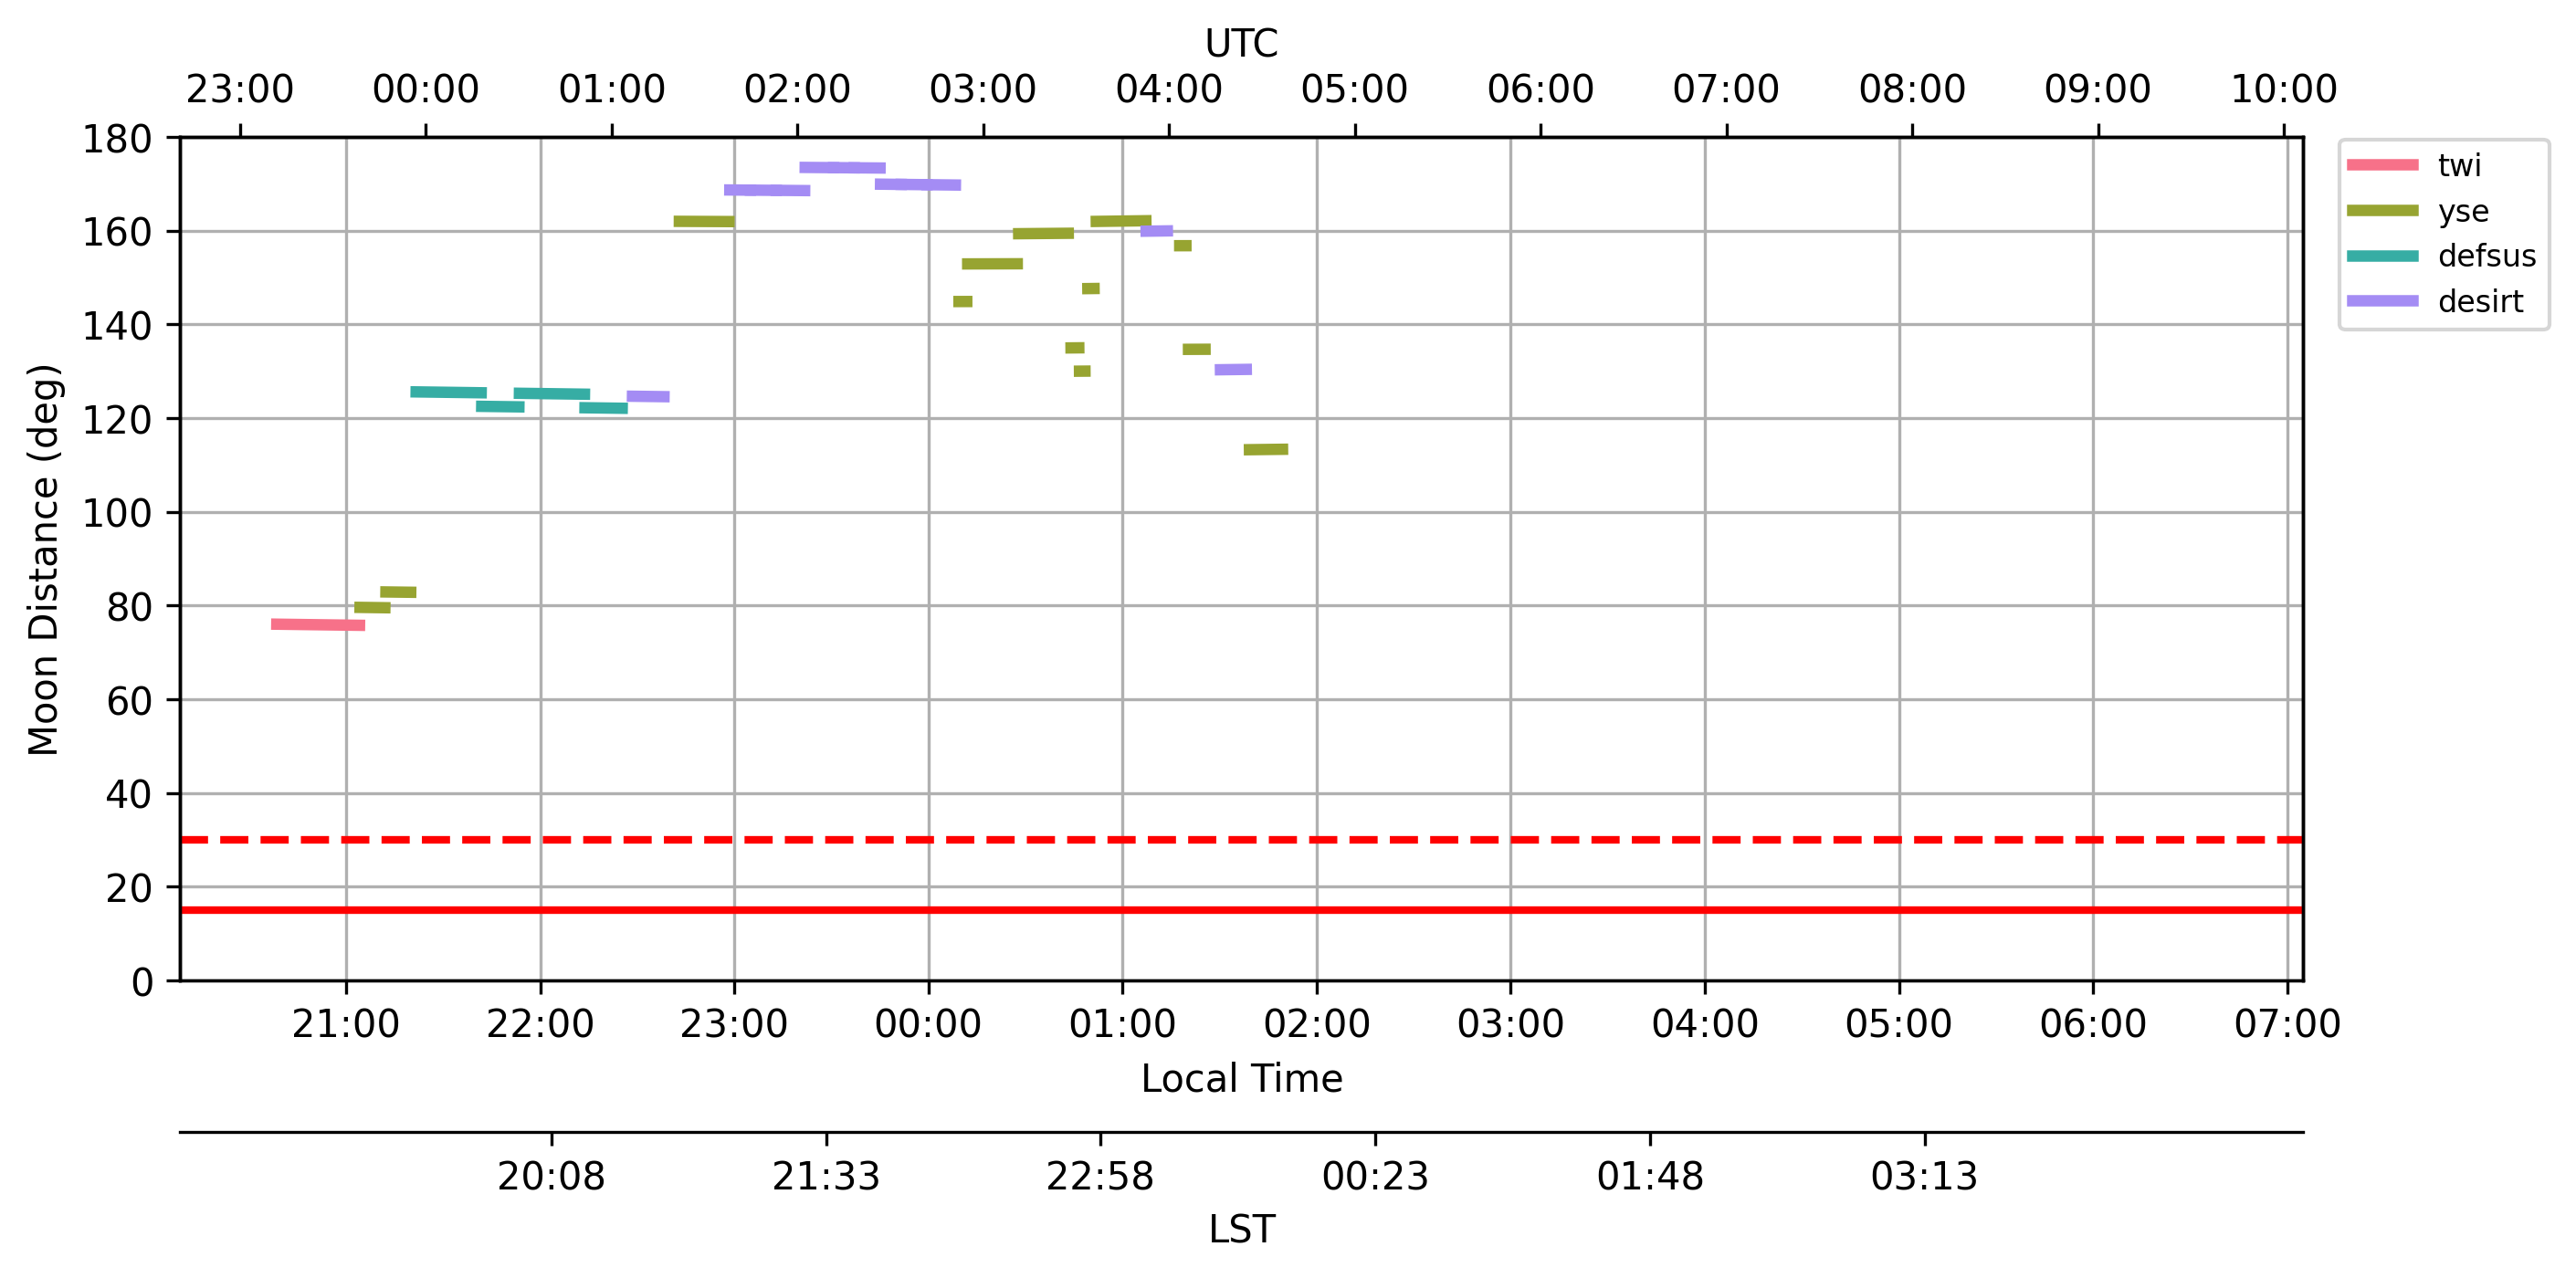 UTC
23:00 00:00 01:00 02:00 03:00 04:00 05:00 06:00 07:00 08:00 09:00 10:00
180
160
140
120
100
80
60
40
20
0
Moon Distance (deg)
twi
yse
defsus
desirt
21:00 22:00 23:00 00:00 01:00 02:00 03:00 04:00 05:00 06:00 07:00
Local Time
20:08 21:33 22:58 00:23 01:48 03:13
LST